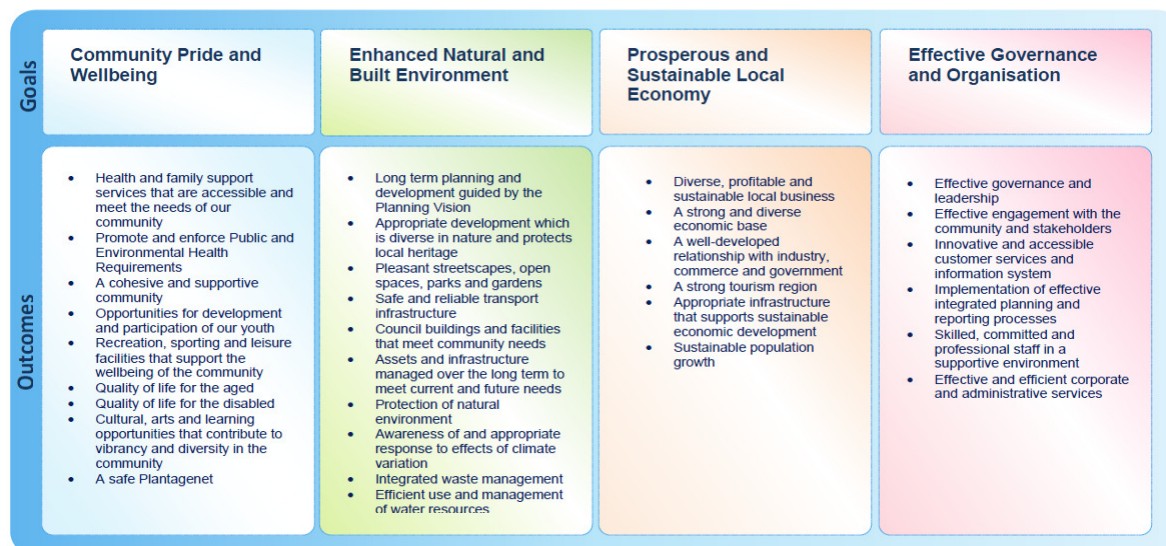 Goals
Community Pride and
Wellbeing
Enhanced Natural and
Built Environment
Prosperous and
Sustainable Local
Economy
Effective Governance
and Organisation
Outcomes
• Health and family support
services that are accessible and
meet the needs of our
community
• Promote and enforce Public and
Environmental Health
Requirements
• A cohesive and supportive
community
• Opportunities for development
and participation of our youth
• Recreation, sporting and leisure
facilities that support the
wellbeing of the community
• Quality of life for the aged
• Quality of life for the disabled
• Cultural, arts and learning
opportunities that contribute to
vibrancy and diversity in the
community
• A safe Plantagenet
• Long term planning and
development guided by the
Planning Vision
• Appropriate development which
is diverse in nature and protects
local heritage
• Pleasant streetscapes, open
spaces, parks and gardens
• Safe and reliable transport
infrastructure
• Council buildings and facilities
that meet community needs
• Assets and infrastructure
managed over the long term to
meet current and future needs
• Protection of natural
environment
• Awareness of and appropriate
response to effects of climate
variation
• Integrated waste management
• Efficient use and management
of water resources
• Diverse, profitable and
sustainable local business
• A strong and diverse
economic base
• A well-developed
relationship with industry,
commerce and government
• A strong tourism region
• Appropriate infrastructure
that supports sustainable
economic development
• Sustainable population
growth
• Effective governance and
leadership
• Effective engagement with the
community and stakeholders
• Innovative and accessible
customer services and
information system
• Implementation of effective
integrated planning and
reporting processes
• Skilled, committed and
professional staff in a
supportive environment
• Effective and efficient corporate
and administrative services